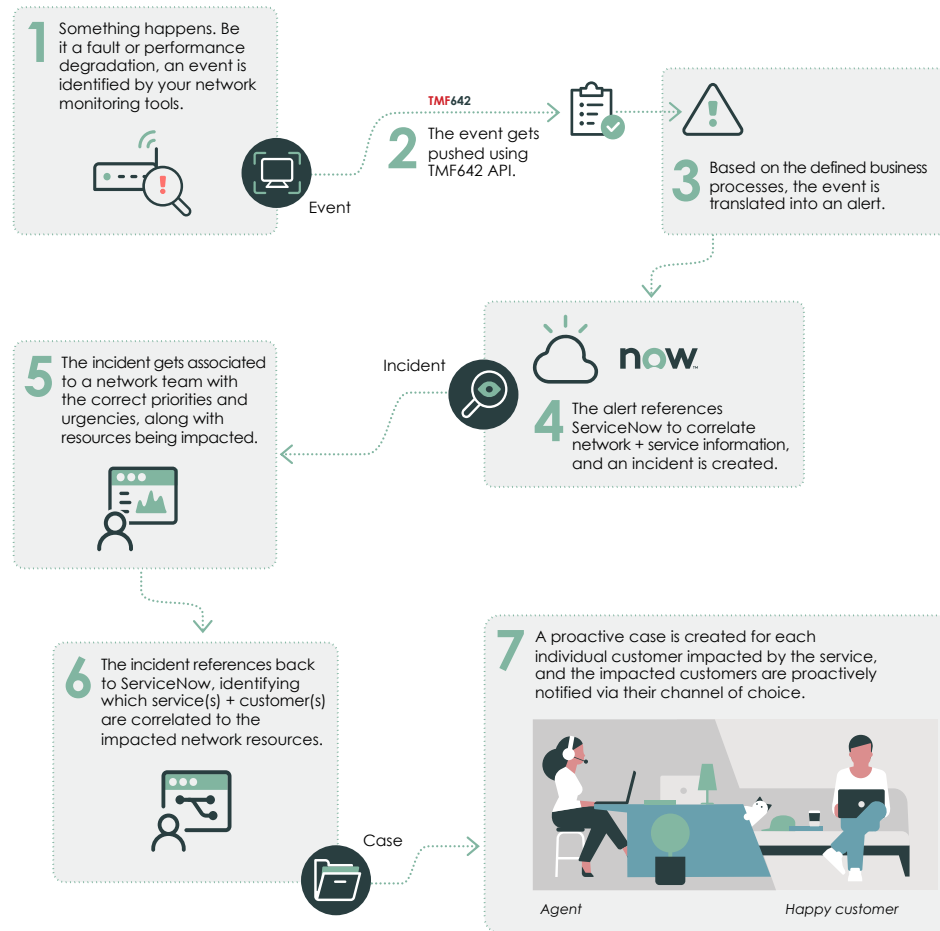 1
Something happens. Be
it a fault or performance
degradation, an event is
identified by your network
monitoring tools.
Event
TMF642
2
The event gets
pushed using
TMF642 API.
3
Based on the defined business
processes, the event is
translated into an alert.
now™
4
The alert references
ServiceNow to correlate
network + service information,
and an incident is created.
Incident
5
The incident gets associated
to a network team with
the correct priorities and
urgencies, along with
resources being impacted.
6
The incident references back
to ServiceNow, identifying
which service(s) + customer(s)
are correlated to the
impacted network resources.
Case
7
A proactive case is created for each
individual customer impacted by the service,
and the impacted customers are proactively
notified via their channel of choice.
Agent
Happy customer